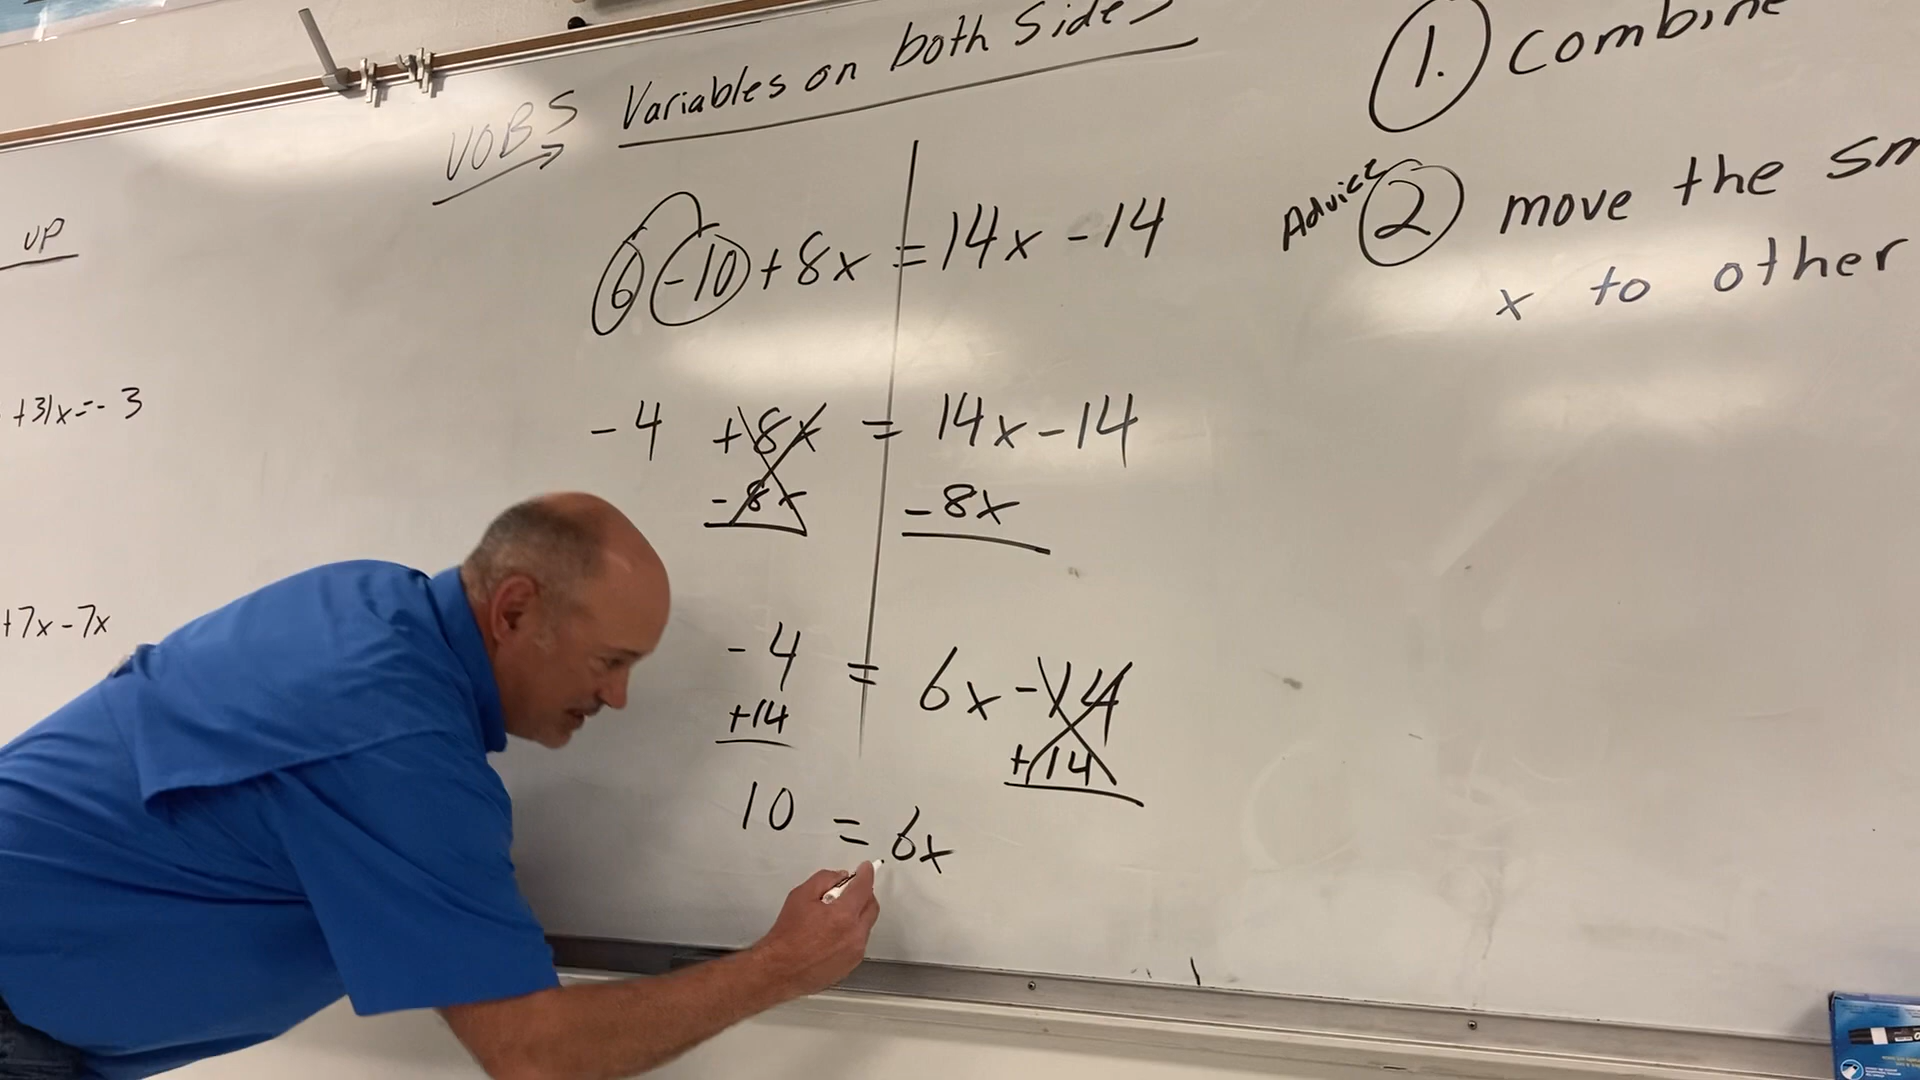 VOBS Variables on both Sides
6 -10 + 8x = 14x - 14
-4 +8x = 14x - 14
-8x -8x
-4 = 6x - 14
+14 +14
10 = 6x
1. Combine
Advice 2 move the sm
x to other
UP
+31x = -3
+7x - 7x